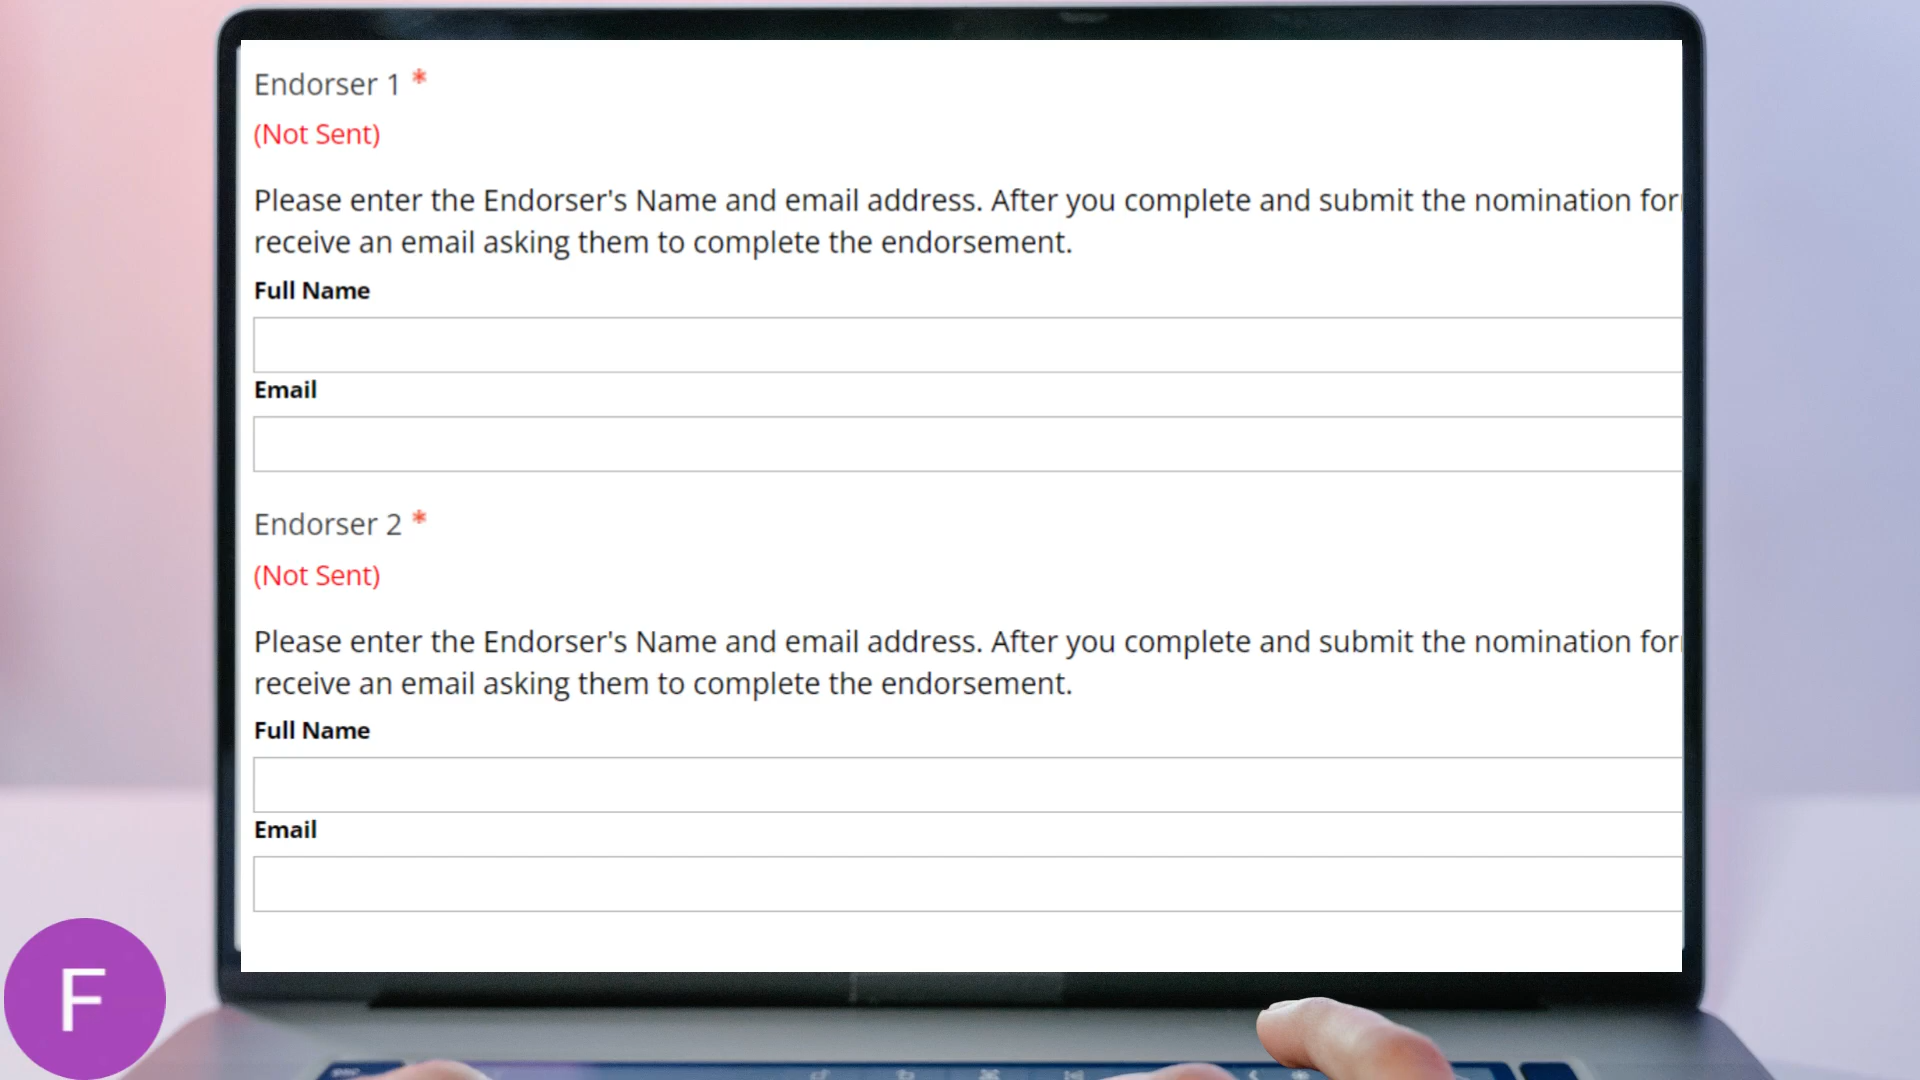 Endorser 1 *
(Not Sent)
Please enter the Endorser's Name and email address. After you complete and submit the nomination for
receive an email asking them to complete the endorsement.
Full Name
Email
Endorser 2 *
(Not Sent)
Please enter the Endorser's Name and email address. After you complete and submit the nomination for
receive an email asking them to complete the endorsement.
Full Name
Email
F